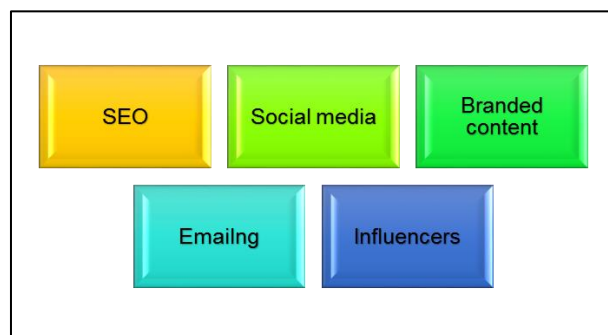 SEO
Social media
Branded
content
Emailng
Influencers